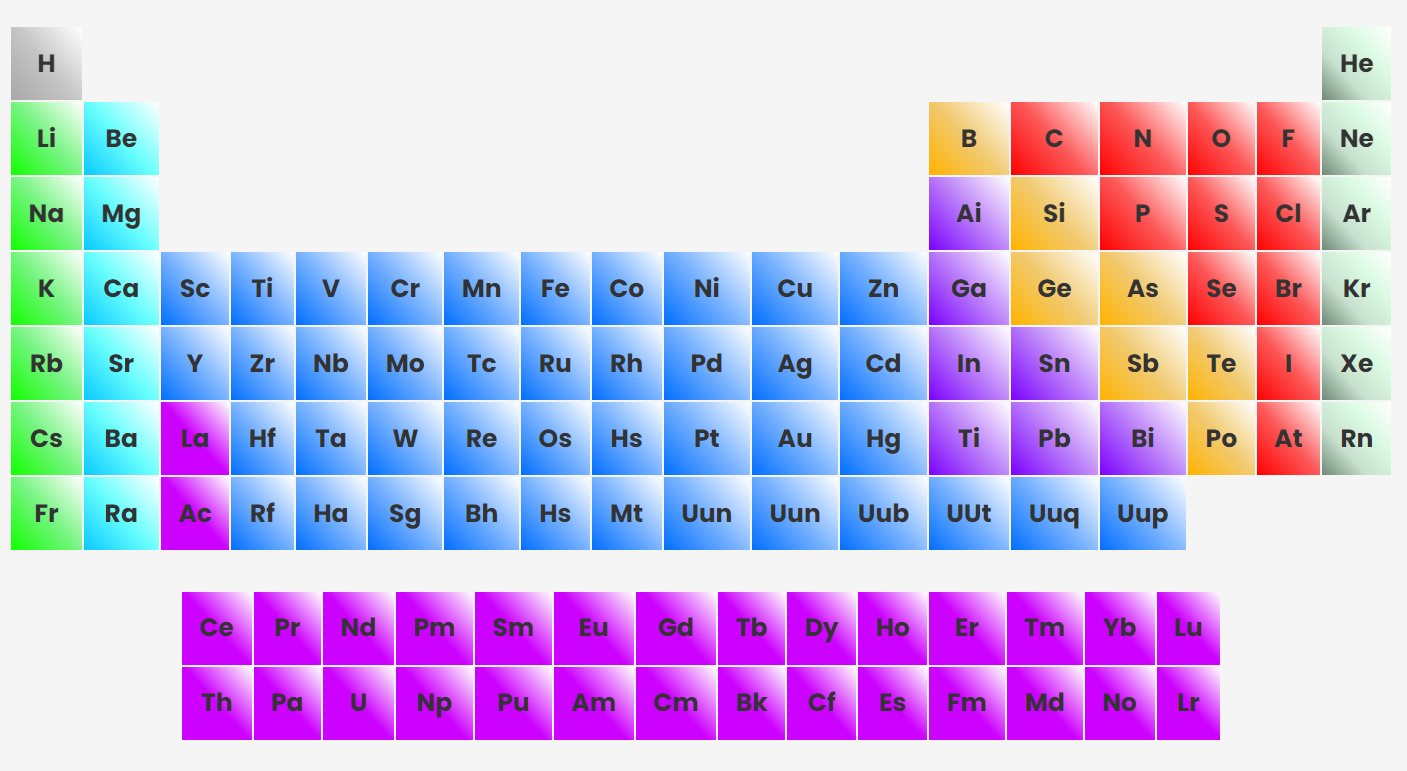 H He
Li Be B C N O F Ne
Na Mg Ai Si P S Cl Ar
K Ca Sc Ti V Cr Mn Fe Co Ni Cu Zn Ga Ge As Se Br Kr
Rb Sr Y Zr Nb Mo Tc Ru Rh Pd Ag Cd In Sn Sb Te I Xe
Cs Ba La Hf Ta W Re Os Hs Pt Au Hg Ti Pb Bi Po At Rn
Fr Ra Ac Rf Ha Sg Bh Hs Mt Uun Uun Uub UUt Uuq Uup
Ce Pr Nd Pm Sm Eu Gd Tb Dy Ho Er Tm Yb Lu
Th Pa U Np Pu Am Cm Bk Cf Es Fm Md No Lr